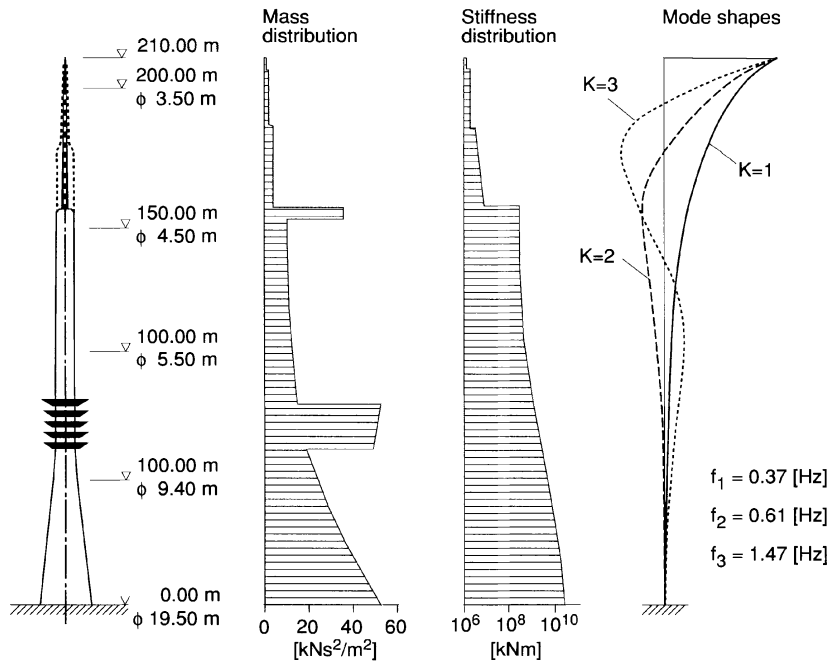 Mass
distribution
Stiffness
distribution
Mode shapes
210.00 m
200.00 m
ϕ 3.50 m
150.00 m
ϕ 4.50 m
100.00 m
ϕ 5.50 m
100.00 m
ϕ 9.40 m
0.00 m
ϕ 19.50 m
0 20 40 60
[kNs²/m²]
10⁶ 10⁸ 10¹⁰
[kNm]
K=3
K=1
K=2
f₁ = 0.37 [Hz]
f₂ = 0.61 [Hz]
f₃ = 1.47 [Hz]